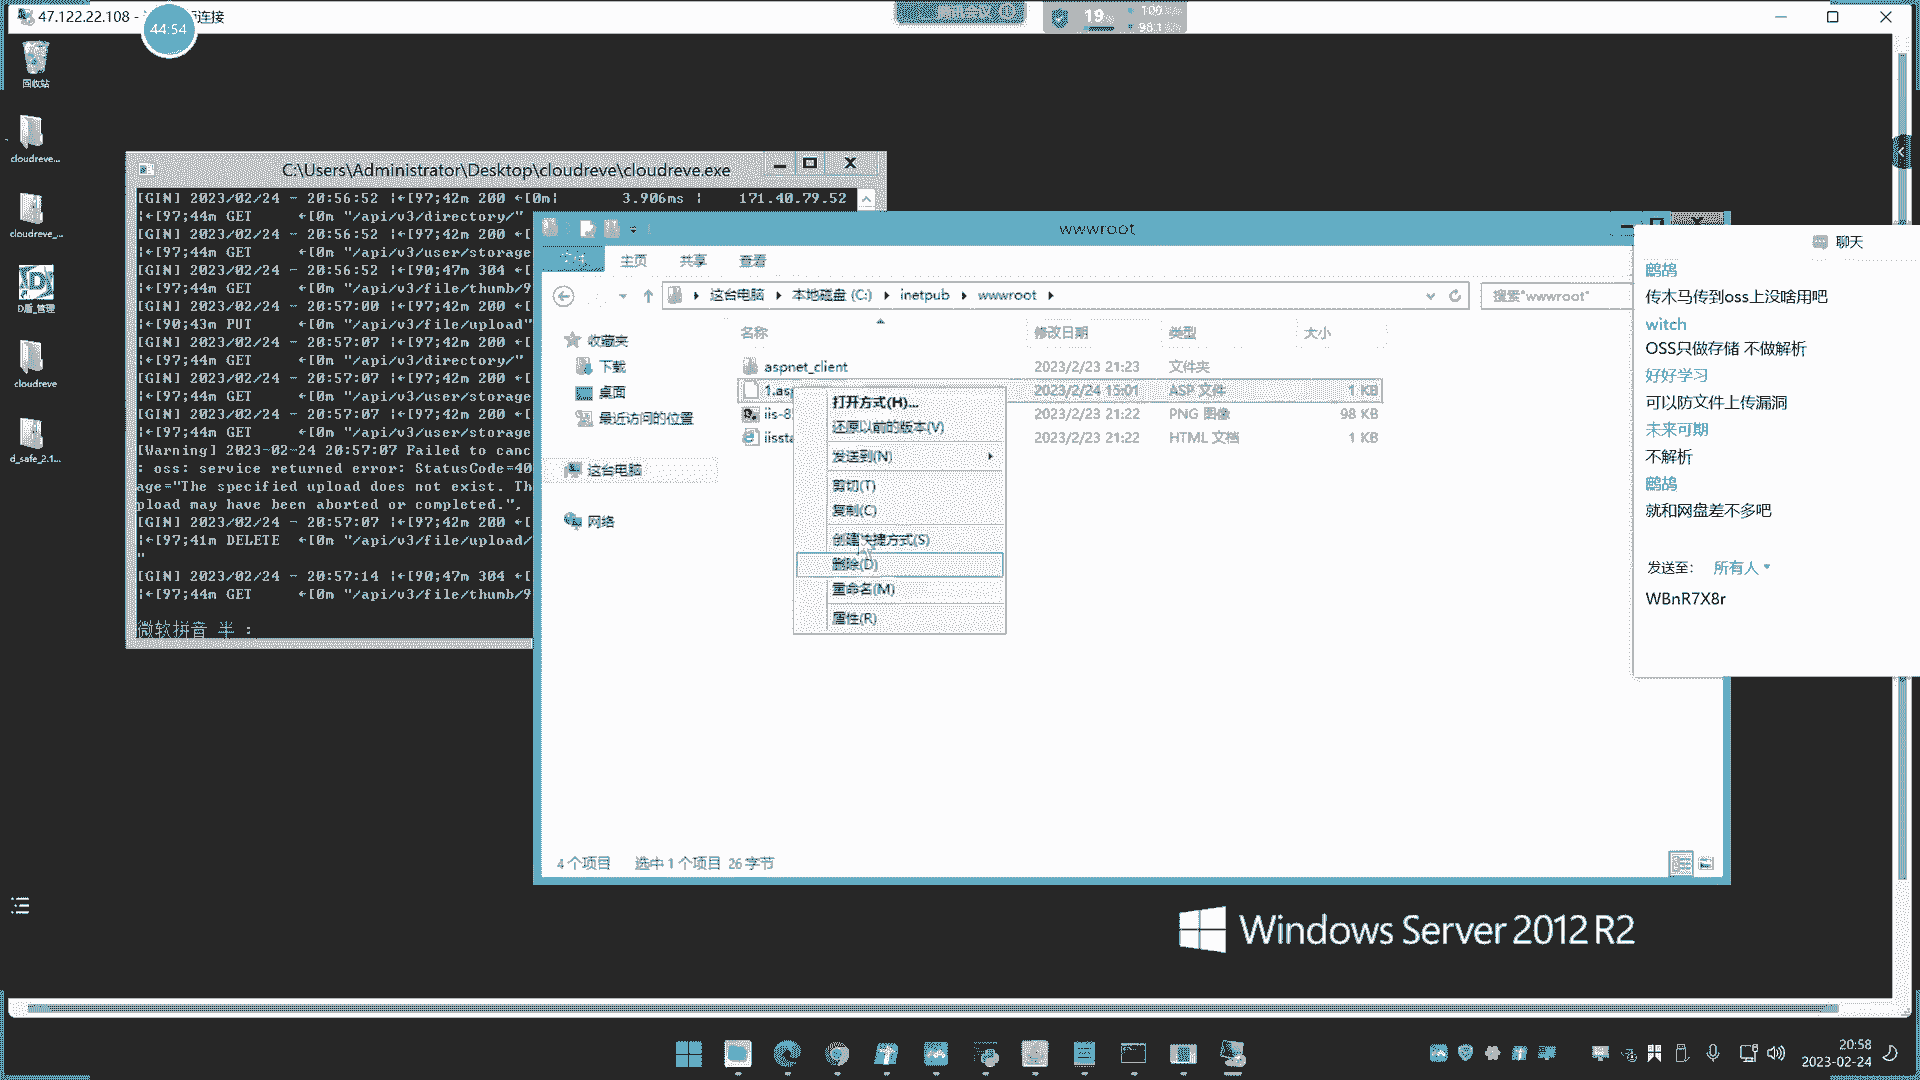 47.122.22.108 -
连接
44:54
19
100
98.1
回收站
cloudreve...
cloudreve_...
D盾_管理
cloudreve
d_safe_2.1...
C:\Users\Administrator\Desktop\cloudreve\cloudreve.exe
[GIN] 2023/02/24 - 20:56:52 |←[97;42m 200 ←[0m|        3.906ms |    171.40.79.52
|←[97;44m GET      ←[0m "/api/v3/directory/"
[GIN] 2023/02/24 - 20:56:52 |←[97;42m 200 ←[
|←[97;44m GET      ←[0m "/api/v3/user/storage
[GIN] 2023/02/24 - 20:56:52 |←[90;47m 304 ←[
|←[97;44m GET      ←[0m "/api/v3/file/thumb/9
[GIN] 2023/02/24 - 20:57:00 |←[97;42m 200 ←[
|←[90;43m PUT      ←[0m "/api/v3/file/upload"
[GIN] 2023/02/24 - 20:57:07 |←[97;42m 200 ←[
|←[97;44m GET      ←[0m "/api/v3/directory/"
[GIN] 2023/02/24 - 20:57:07 |←[97;42m 200 ←[
|←[97;44m GET      ←[0m "/api/v3/user/storage
[GIN] 2023/02/24 - 20:57:07 |←[97;42m 200 ←[
|←[97;44m GET      ←[0m "/api/v3/user/storage
[Warning] 2023-02-24 20:57:07 Failed to canc
: oss: service returned error: StatusCode=40
age="The specified upload does not exist. Th
pload may have been aborted or completed.",
[GIN] 2023/02/24 - 20:57:07 |←[97;42m 200 ←[
|←[97;41m DELETE   ←[0m "/api/v3/file/upload/
"
[GIN] 2023/02/24 - 20:57:14 |←[90;47m 304 ←[
|←[97;44m GET      ←[0m "/api/v3/file/thumb/9
微软拼音 半 :
wwwroot
主页 共享 查看
这台电脑 本地磁盘 (C:) inetpub wwwroot
搜索"wwwroot"
收藏夹
下载
桌面
最近访问的位置
这台电脑
网络
名称 修改日期 类型 大小
aspnet_client 2023/2/23 21:23 文件夹
1.asp 2023/2/24 15:01 ASP 文件 1 KB
iis-8 2023/2/23 21:22 PNG 图像 98 KB
iissta 2023/2/23 21:22 HTML 文档 1 KB
打开方式(H)...
还原以前的版本(V)
发送到(N)
剪切(T)
复制(C)
创建快捷方式(S)
删除(D)
重命名(M)
属性(R)
4 个项目 选中 1 个项目 26 字节
聊天
鹧鸪
传木马传到oss上没啥用吧
witch
OSS只做存储 不做解析
好好学习
可以防文件上传漏洞
未来可期
不解析
鹧鸪
就和网盘差不多吧
发送至: 所有人
WBnR7X8r
Windows Server 2012 R2
20:58
2023-02-24